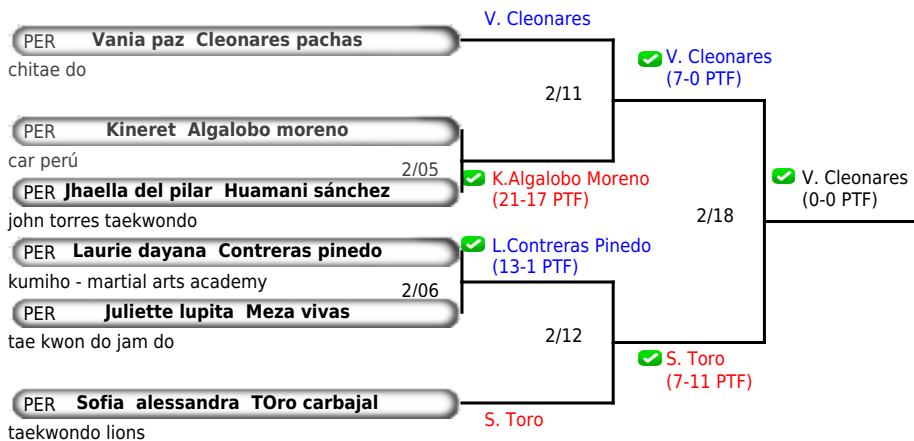 V. Cleonares
PER Vania paz Cleonares pachas
chitae do
V. Cleonares
(7-0 PTF)
2/11
PER Kineret Algalobo moreno
car perú
2/05
K.Algalobo Moreno
(21-17 PTF)
PER Jhaella del pilar Huamani sánchez
john torres taekwondo
V. Cleonares
(0-0 PTF)
2/18
PER Laurie dayana Contreras pinedo
kumiho - martial arts academy
L.Contreras Pinedo
(13-1 PTF)
2/06
PER Juliette lupita Meza vivas
tae kwon do jam do
2/12
S. Toro
(7-11 PTF)
PER Sofia alessandra TOro carbajal
taekwondo lions
S. Toro